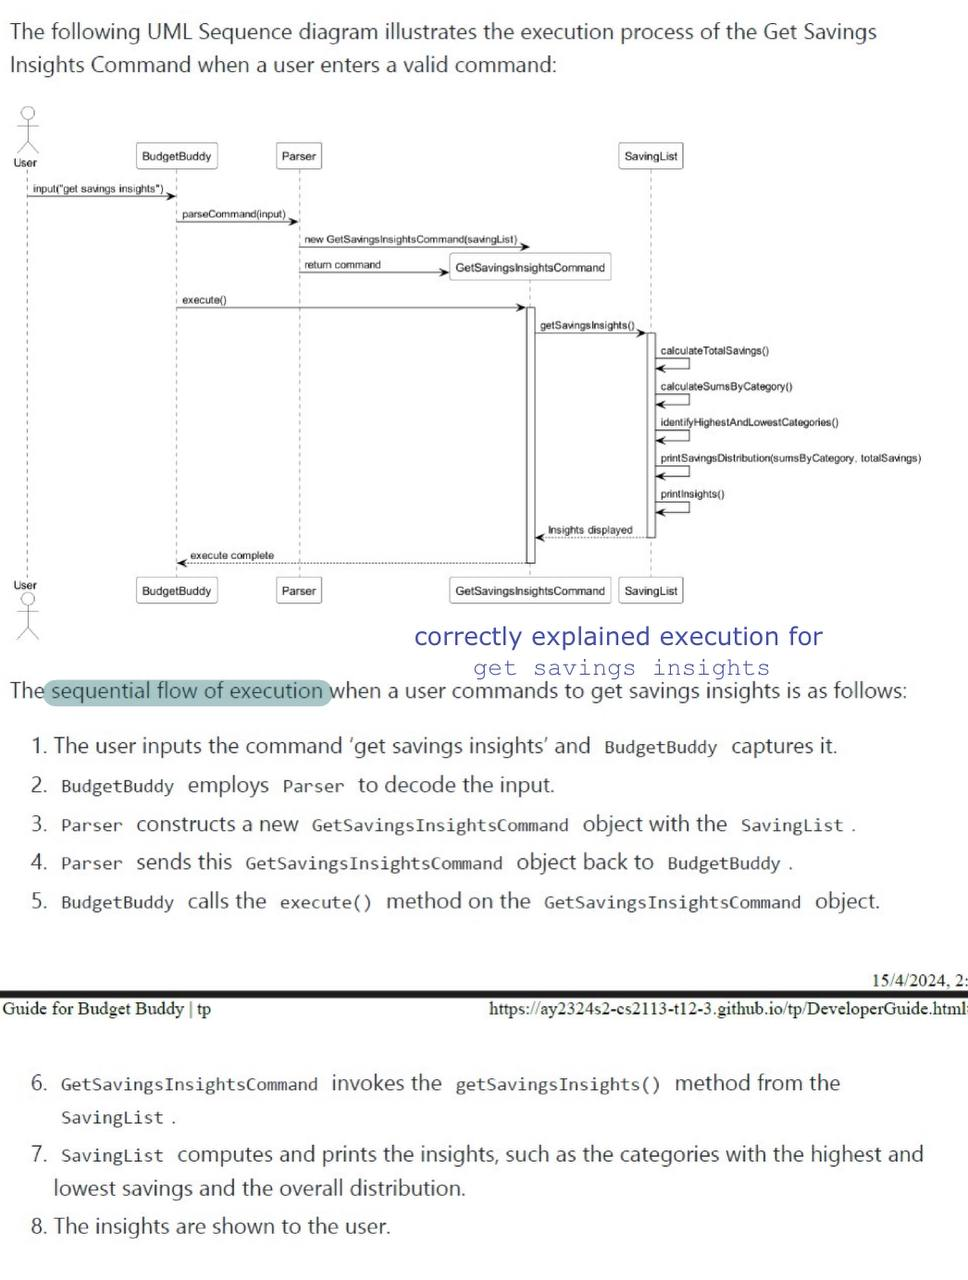 The following UML Sequence diagram illustrates the execution process of the Get Savings
Insights Command when a user enters a valid command:
User
BudgetBuddy
Parser
SavingList
input("get savings insights")
parseCommand(input)
new GetSavingsInsightsCommand(savingList)
return command
GetSavingsInsightsCommand
execute()
getSavingsInsights()
calculateTotalSavings()
calculateSumsByCategory()
identifyHighestAndLowestCategories()
printSavingsDistribution(sumsByCategory, totalSavings)
printInsights()
Insights displayed
execute complete
User
BudgetBuddy
Parser
GetSavingsInsightsCommand
SavingList
correctly explained execution for
get savings insights
The sequential flow of execution when a user commands to get savings insights is as follows:
1. The user inputs the command ‘get savings insights’ and BudgetBuddy captures it.
2. BudgetBuddy employs Parser to decode the input.
3. Parser constructs a new GetSavingsInsightsCommand object with the SavingList .
4. Parser sends this GetSavingsInsightsCommand object back to BudgetBuddy .
5. BudgetBuddy calls the execute() method on the GetSavingsInsightsCommand object.
15/4/2024, 2:
Guide for Budget Buddy | tp
https://ay2324s2-cs2113-t12-3.github.io/tp/DeveloperGuide.html
6. GetSavingsInsightsCommand invokes the getSavingsInsights() method from the
SavingList .
7. SavingList computes and prints the insights, such as the categories with the highest and
lowest savings and the overall distribution.
8. The insights are shown to the user.